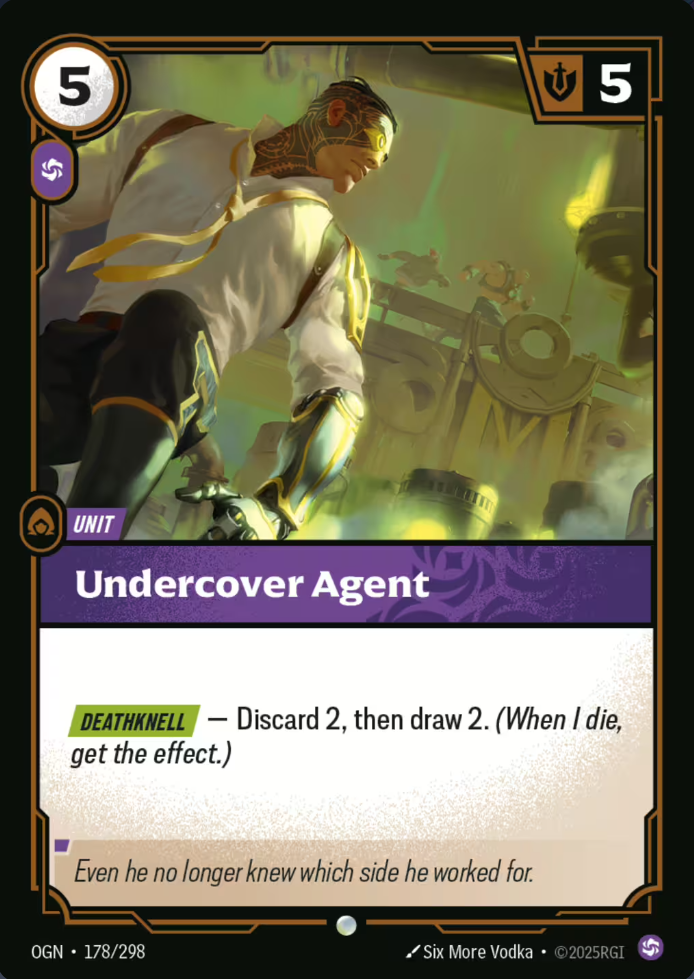 5
5
UNIT
Undercover Agent
DEATHKNELL — Discard 2, then draw 2. (When I die,
get the effect.)
Even he no longer knew which side he worked for.
OGN • 178/298
Six More Vodka • ©2025RGI